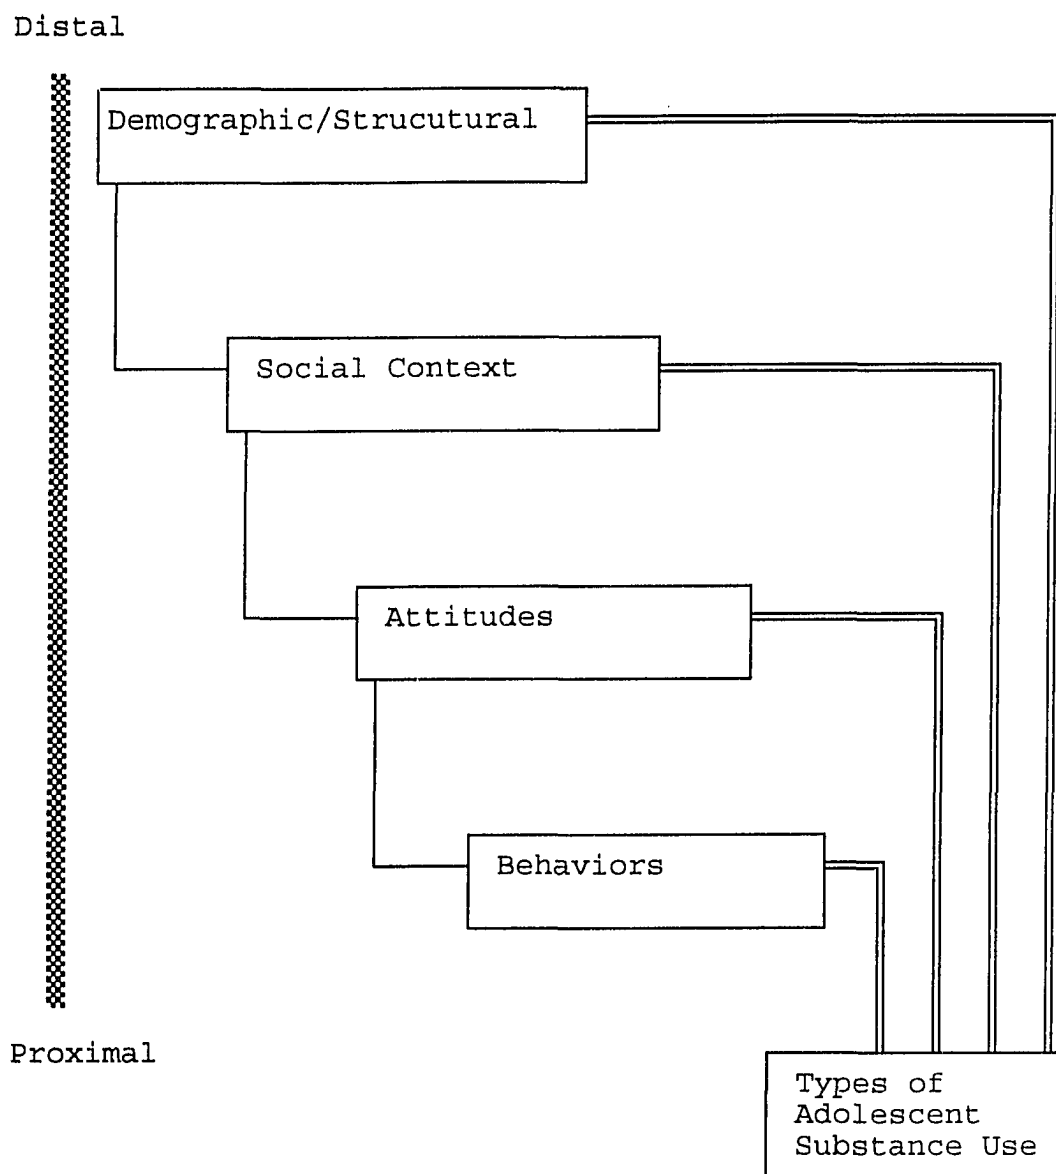 Distal
Demographic/Strucutural
Social Context
Attitudes
Behaviors
Proximal
Types of
Adolescent
Substance Use